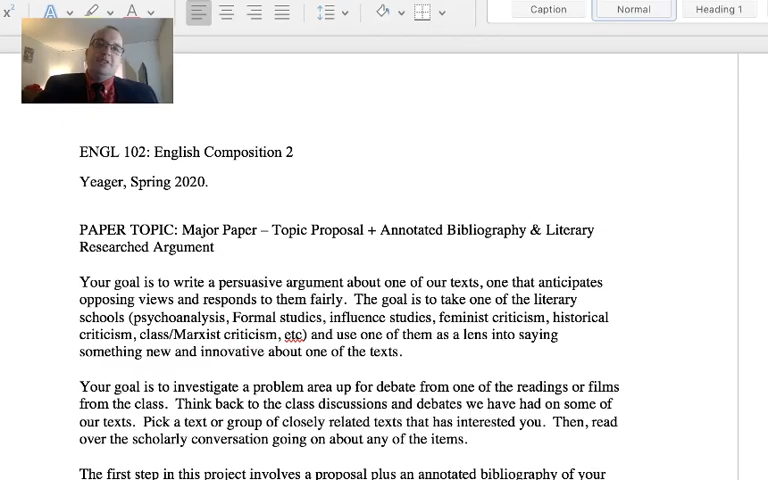 Caption Normal Heading 1
ENGL 102: English Composition 2
Yeager, Spring 2020.
PAPER TOPIC: Major Paper – Topic Proposal + Annotated Bibliography & Literary
Researched Argument
Your goal is to write a persuasive argument about one of our texts, one that anticipates
opposing views and responds to them fairly.  The goal is to take one of the literary
schools (psychoanalysis, Formal studies, influence studies, feminist criticism, historical
criticism, class/Marxist criticism, etc) and use one of them as a lens into saying
something new and innovative about one of the texts.
Your goal is to investigate a problem area up for debate from one of the readings or films
from the class.  Think back to the class discussions and debates we have had on some of
our texts.  Pick a text or group of closely related texts that has interested you.  Then, read
over the scholarly conversation going on about any of the items.
The first step in this project involves a proposal plus an annotated bibliography of your